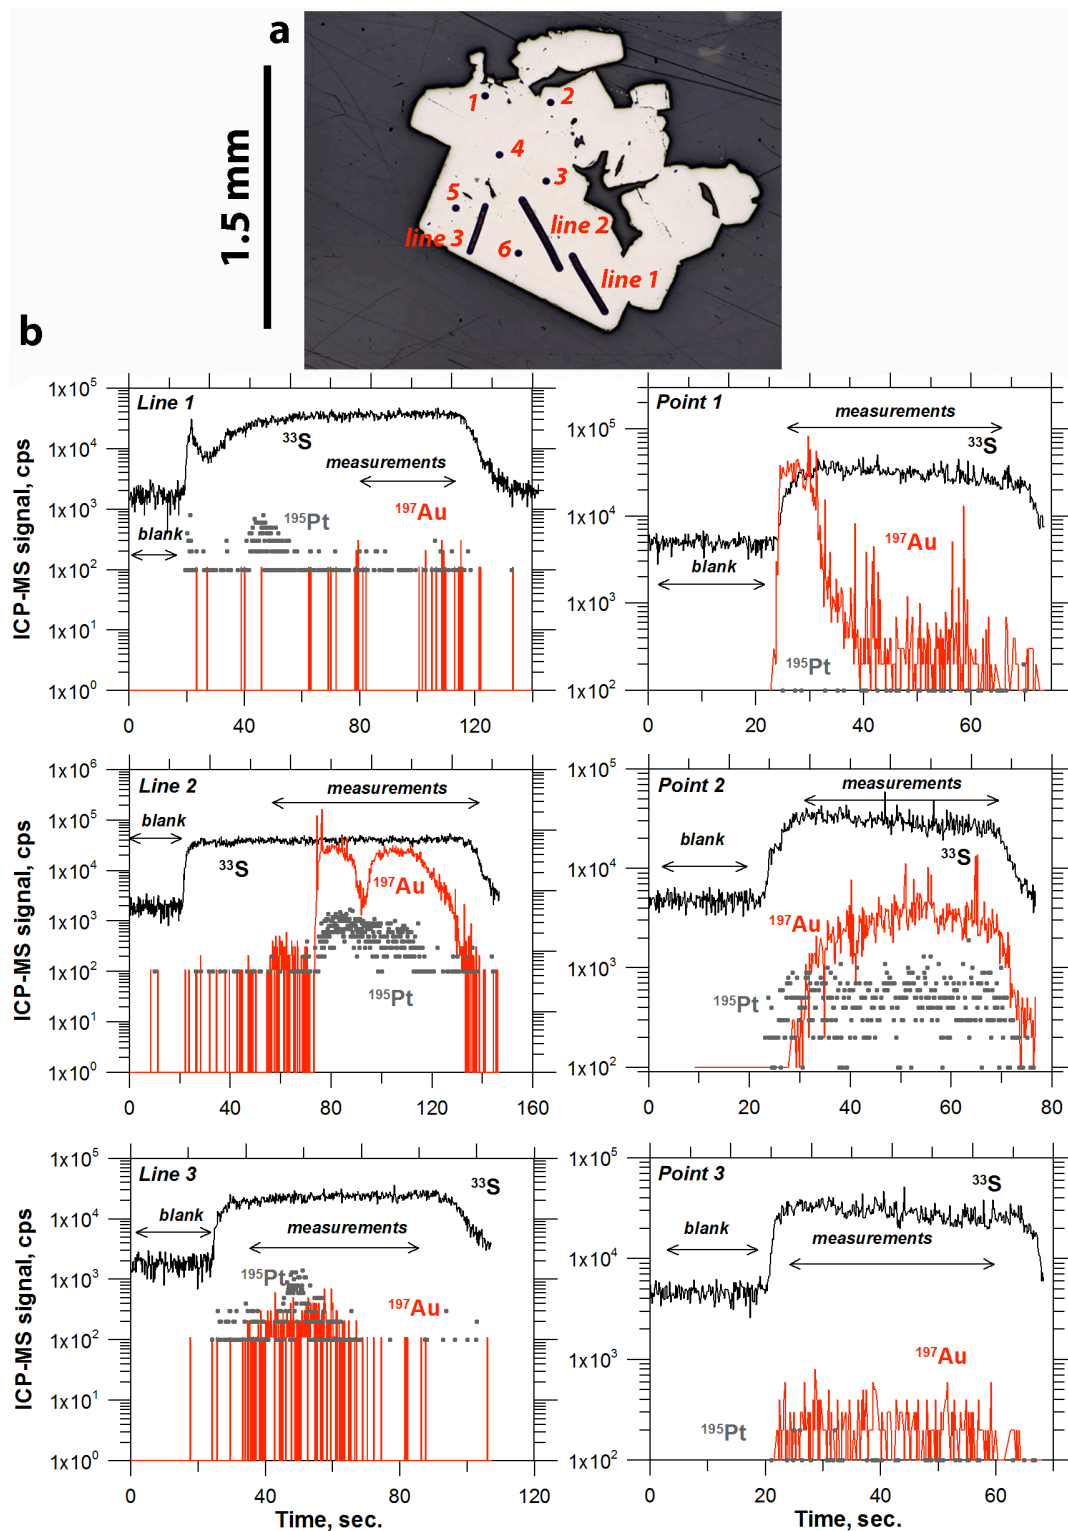 a
1.5 mm
1
2
4
3
5
line 3
6
line 2
line 1
b
Line 1
33S
measurements
195Pt
197Au
blank
ICP-MS signal, cps
1x10^5
1x10^4
1x10^3
1x10^2
1x10^1
1x10^0
0 40 80 120
Point 1
measurements
33S
197Au
blank
195Pt
1x10^5
1x10^4
1x10^3
1x10^2
0 20 40 60
Line 2
measurements
blank
33S
197Au
195Pt
ICP-MS signal, cps
1x10^6
1x10^5
1x10^4
1x10^3
1x10^2
1x10^1
1x10^0
0 40 80 120 160
Point 2
measurements
blank
33S
197Au
195Pt
1x10^5
1x10^4
1x10^3
1x10^2
0 20 40 60 80
Line 3
33S
blank
measurements
195Pt
197Au
ICP-MS signal, cps
1x10^5
1x10^4
1x10^3
1x10^2
1x10^1
1x10^0
0 40 80 120
Time, sec.
Point 3
33S
blank
measurements
197Au
195Pt
1x10^5
1x10^4
1x10^3
1x10^2
0 20 40 60
Time, sec.